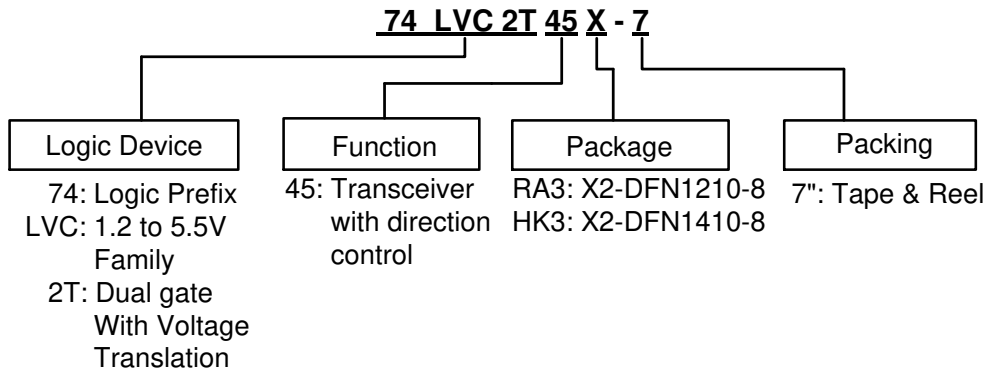 74 LVC 2T 45 X - 7
Logic Device
74: Logic Prefix
LVC: 1.2 to 5.5V
Family
2T: Dual gate
With Voltage
Translation
Function
45: Transceiver
with direction
control
Package
RA3: X2-DFN1210-8
HK3: X2-DFN1410-8
Packing
7": Tape & Reel